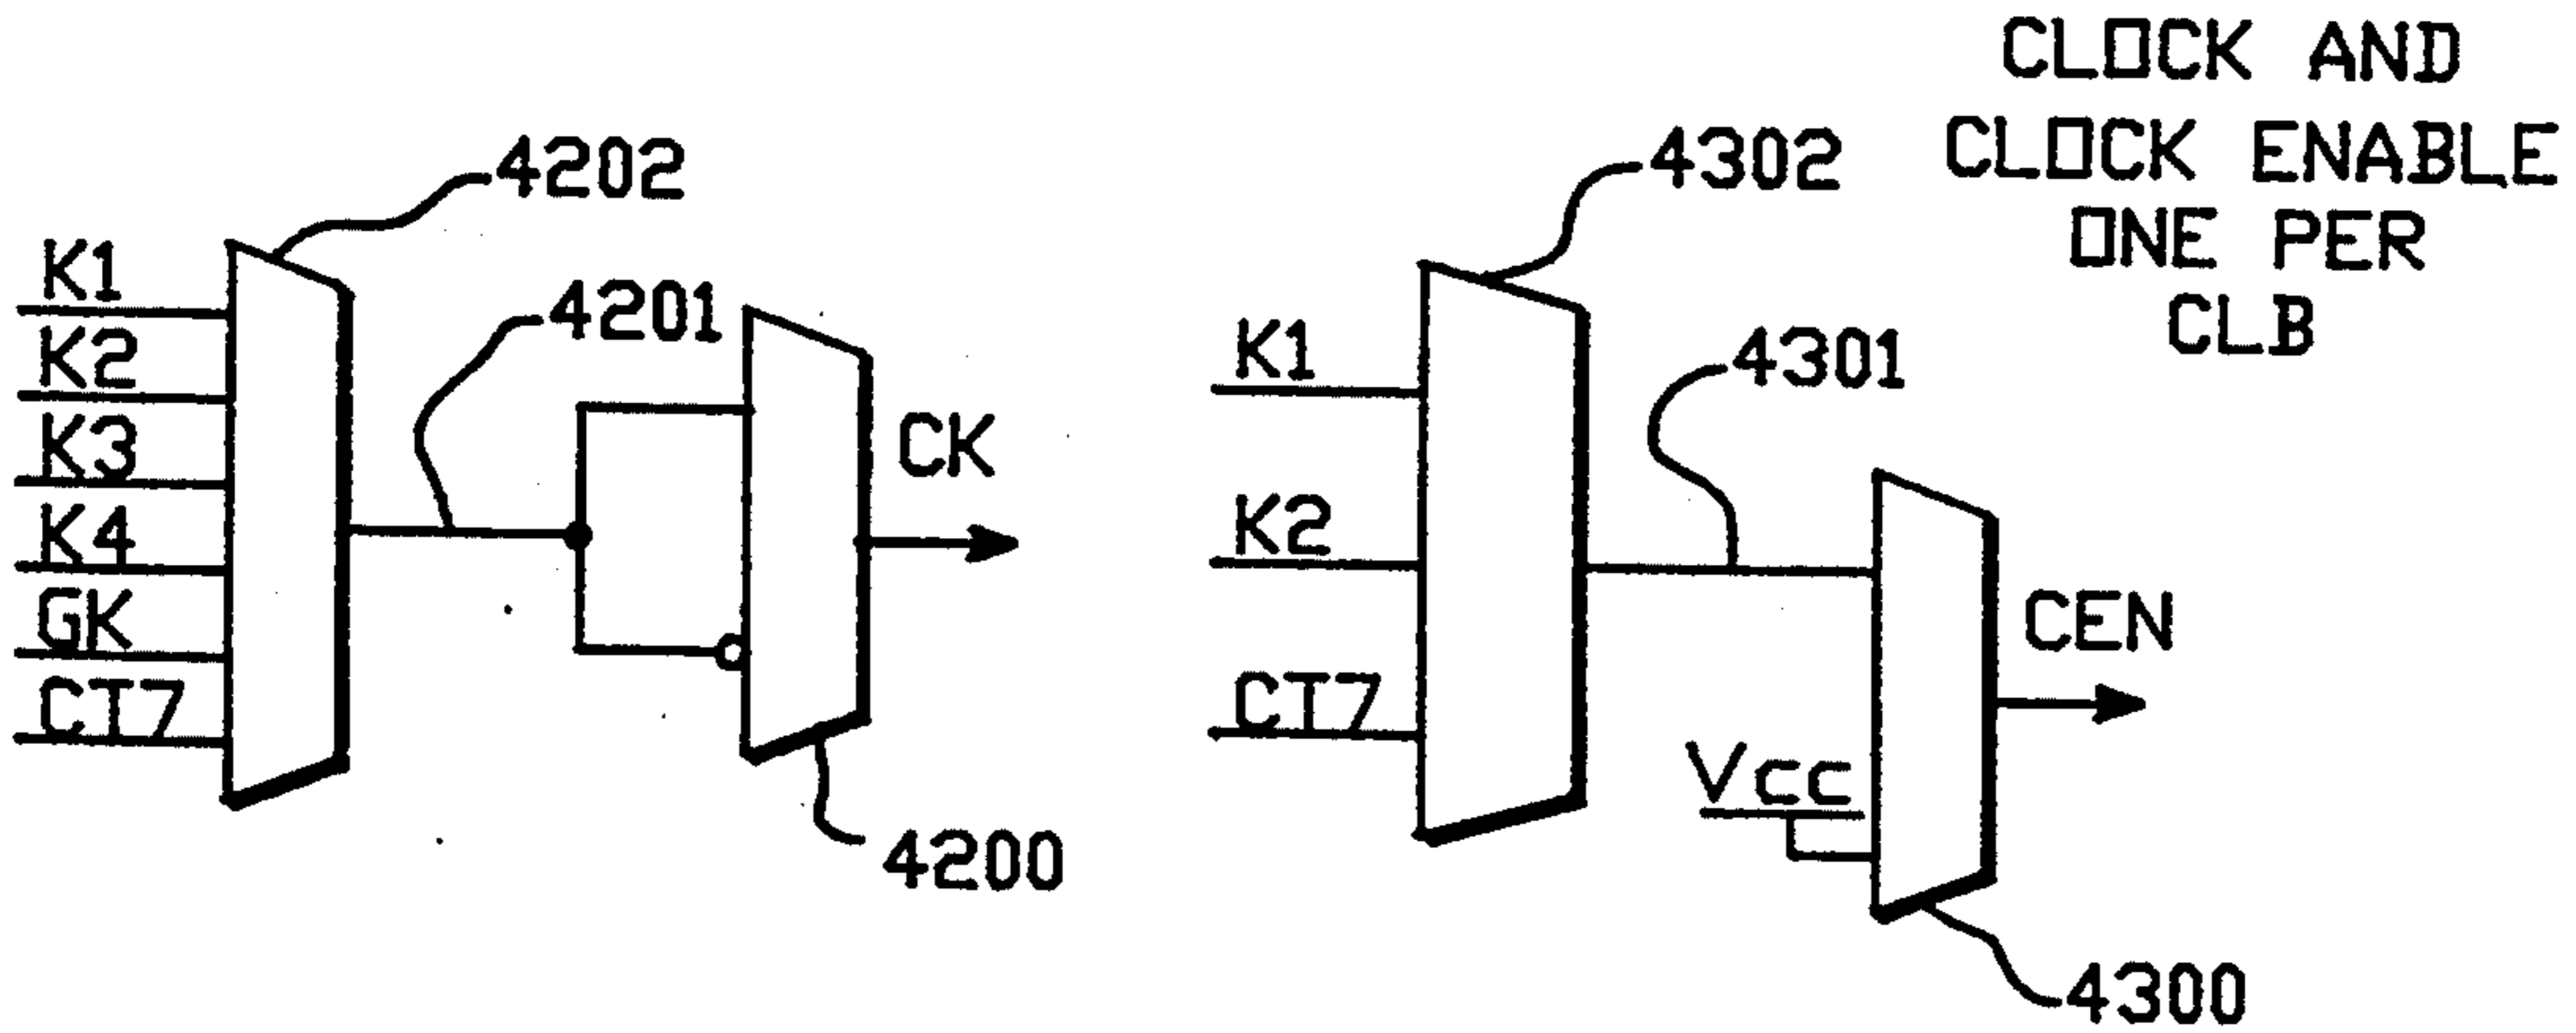 CLOCK AND
CLOCK ENABLE
ONE PER
CLB
4202
K1
K2
K3
K4
GK
CT7
4201
CK
4200
4302
K1
K2
CT7
4301
Vcc
CEN
4300